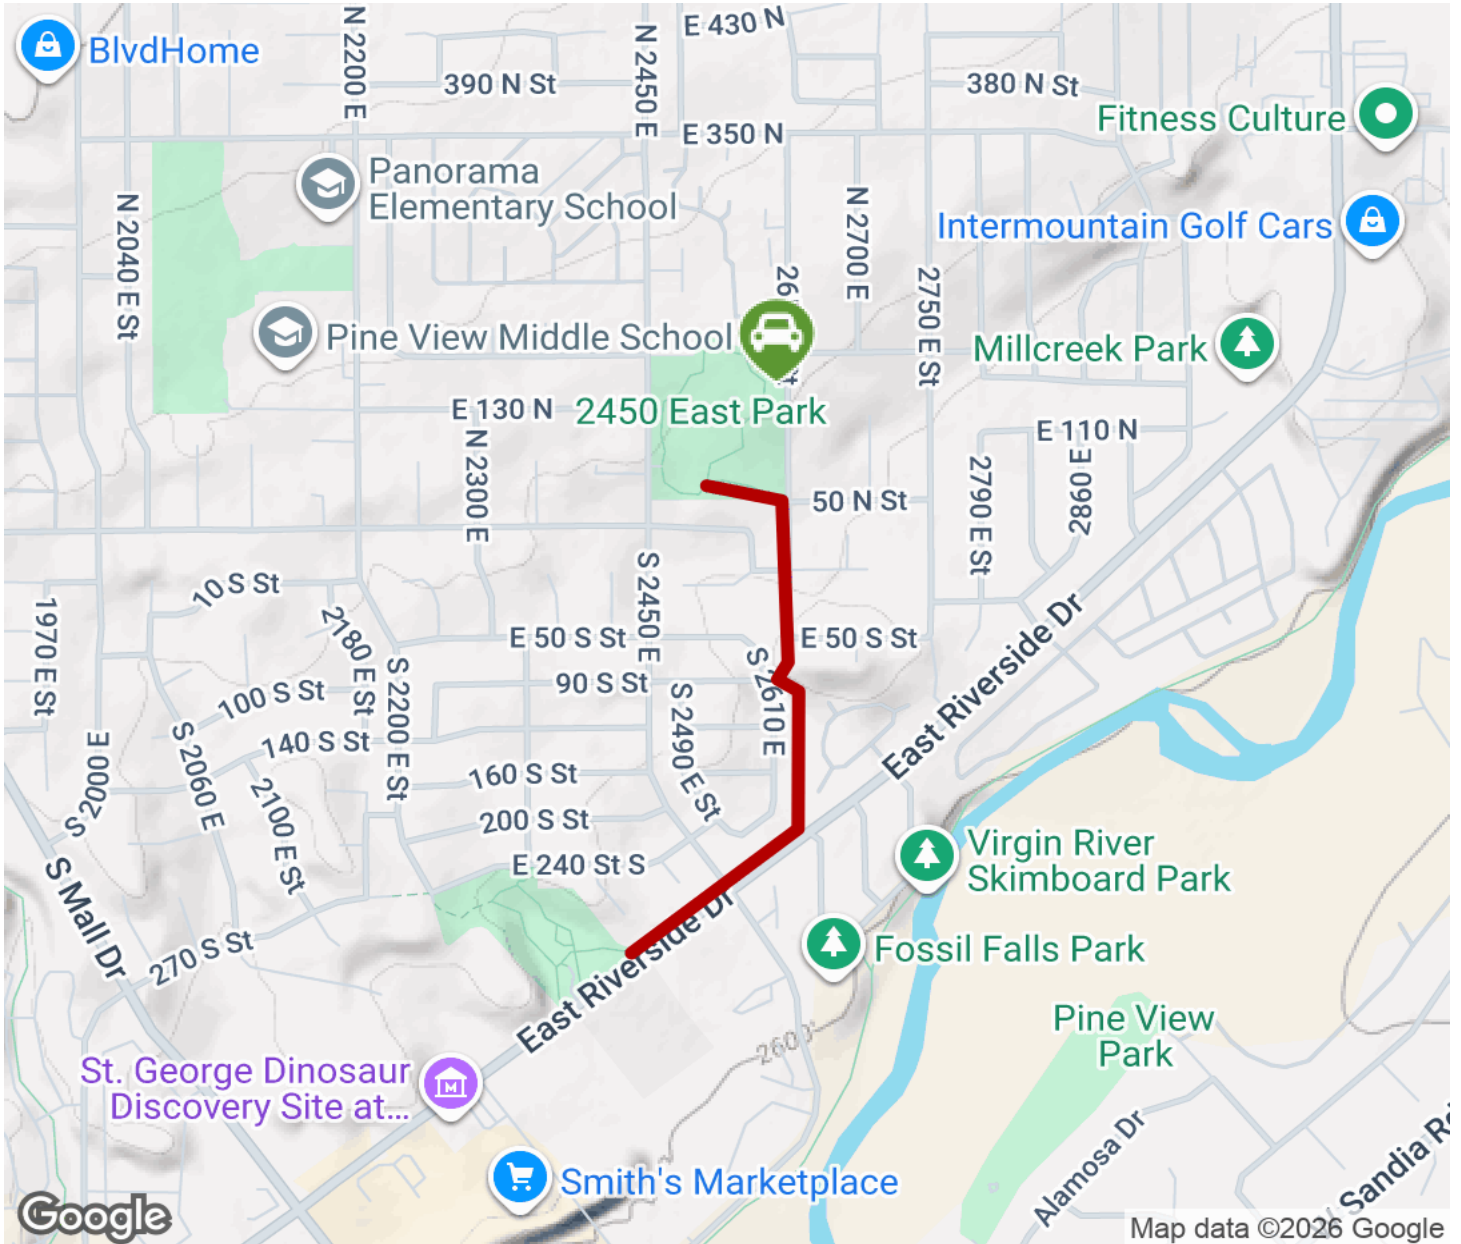 N 2200 E
N 2450 E
E 430 N
BlvdHome
390 N St
380 N St
Fitness Culture
E 350 N
Panorama
Elementary School
N 2040 E St
N 2700 E
Intermountain Golf Cars
2750 E St
Pine View Middle School
Millcreek Park
E 130 N
2450 East Park
E 110 N
N 2300 E
2790 E St
2860 E
50 N St
10 S St
1970 E St
2180 E St
S 2450 E
E 50 S St
E 50 S St
East Riverside Dr
S 2200 E St
90 S St
S 2610 E
100 S St
S 2490 E St
140 S St
S 2000 E
S 2060 E
160 S St
2100 E St
200 S St
E 240 St S
Virgin River
Skimboard Park
S Mall Dr
270 S St
East Riverside Dr
Fossil Falls Park
Pine View
Park
2600'
St. George Dinosaur
Discovery Site at...
Alamosa Dr
Sandia Rd
Smith's Marketplace
Google
Map data ©2026 Google